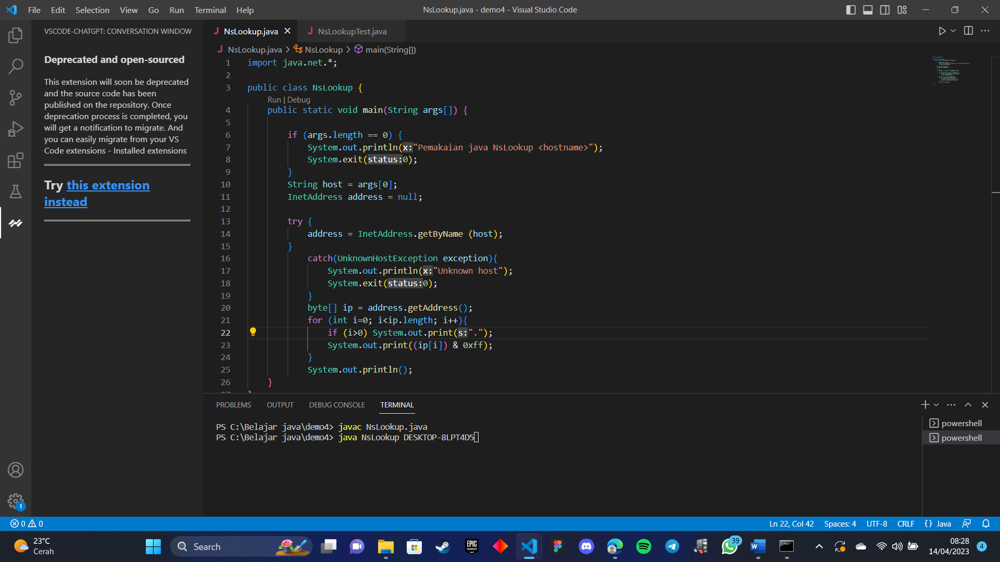 File Edit Selection View Go Run Terminal Help
NsLookup.java - demo4 - Visual Studio Code
VSCODE-CHATGPT: CONVERSATION WINDOW
Deprecated and open-sourced
This extension will soon be deprecated
and the source code has been
published on the repository. Once
deprecation process is completed, you
will get a notification to migrate. And
you can easily migrate from your VS
Code extensions - Installed extensions
Try this extension
instead
NsLookup.java
NsLookupTest.java
NsLookup.java > NsLookup > main(String[])
1 import java.net.*;
2
3 public class NsLookup {
Run | Debug
4 public static void main(String args[]) {
5
6 if (args.length == 0) {
7 System.out.println(x:"Pemakaian java NsLookup <hostname>");
8 System.exit(status:0);
9 }
10 String host = args[0];
11 InetAddress address = null;
12
13 try {
14 address = InetAddress.getByName (host);
15 }
16 catch(UnknownHostException exception){
17 System.out.println(x:"Unknown host");
18 System.exit(status:0);
19 }
20 byte[] ip = address.getAddress();
21 for (int i=0; i<ip.length; i++){
22 if (i>0) System.out.print(s:".");
23 System.out.print((ip[i]) & 0xff);
24 }
25 System.out.println();
26 }
PROBLEMS OUTPUT DEBUG CONSOLE TERMINAL
PS C:\Belajar java\demo4> javac NsLookup.java
PS C:\Belajar java\demo4> java NsLookup DESKTOP-8LPT4D5
powershell
powershell
1
0 0
Ln 22, Col 42 Spaces: 4 UTF-8 CRLF {} Java
23°C
Cerah
Search
EPIC
GAMES
39
08:28
14/04/2023
4